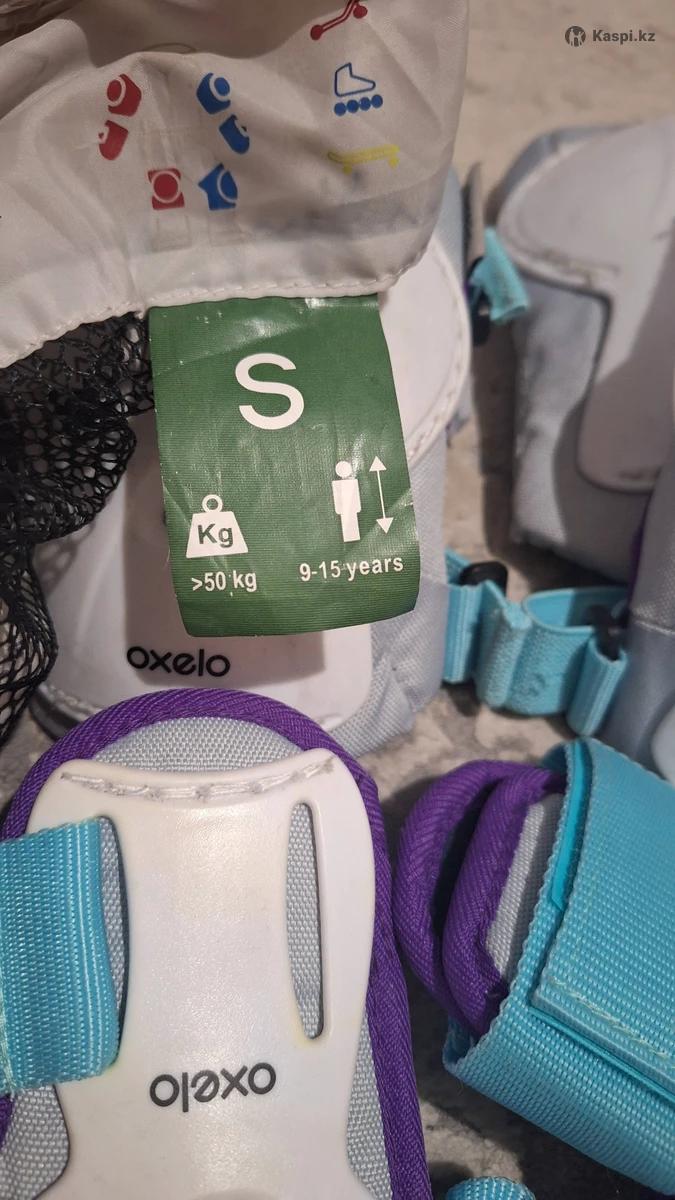 Kaspi.kz
S
Kg
>50 kg
9-15 years
oxelo
oxelo